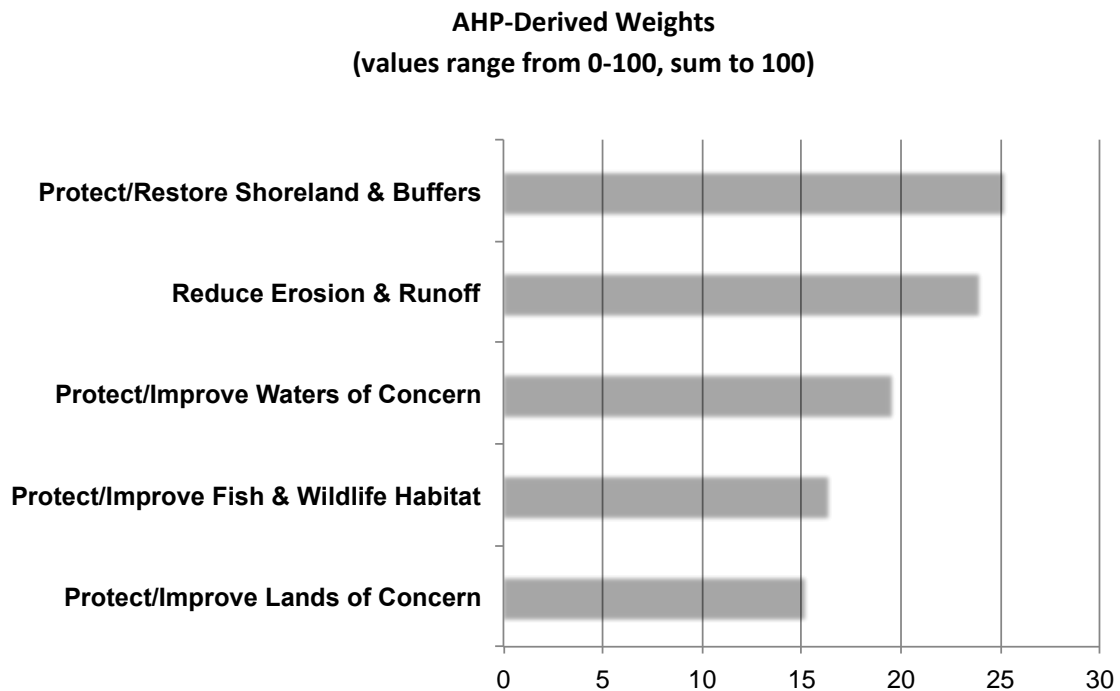 AHP-Derived Weights
(values range from 0-100, sum to 100)
Protect/Restore Shoreland & Buffers
Reduce Erosion & Runoff
Protect/Improve Waters of Concern
Protect/Improve Fish & Wildlife Habitat
Protect/Improve Lands of Concern
0 5 10 15 20 25 30